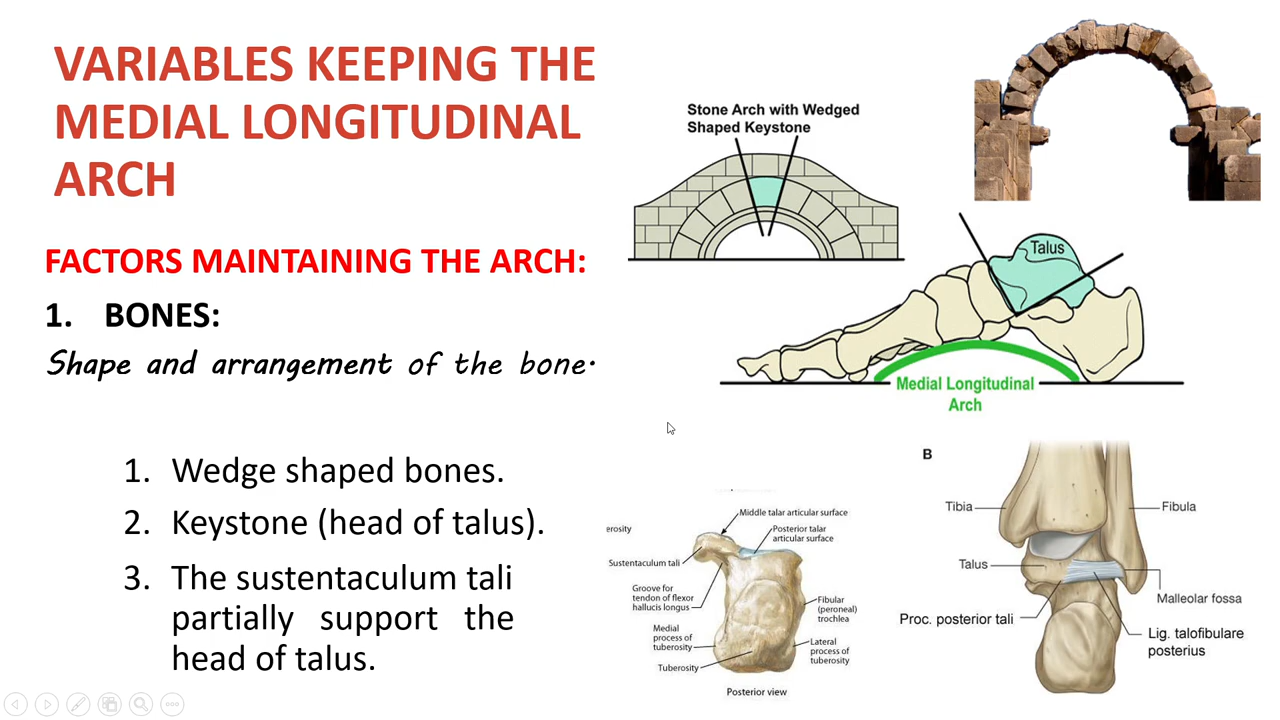 VARIABLES KEEPING THE
MEDIAL LONGITUDINAL
ARCH
FACTORS MAINTAINING THE ARCH:
1. BONES:
Shape and arrangement of the bone.
1. Wedge shaped bones.
2. Keystone (head of talus).
3. The sustentaculum tali
partially support the
head of talus.
Stone Arch with Wedged
Shaped Keystone
Talus
Medial Longitudinal
Arch
Middle talar articular surface
erosity
Posterior talar
articular surface
Sustentaculum tali
Groove for
tendon of flexor
hallucis longus
Fibular
(peroneal)
trochlea
Medial
process of
tuberosity
Lateral
process of
tuberosity
Tuberosity
Posterior view
B
Tibia
Fibula
Talus
Malleolar fossa
Proc. posterior tali
Lig. talofibulare
posterius